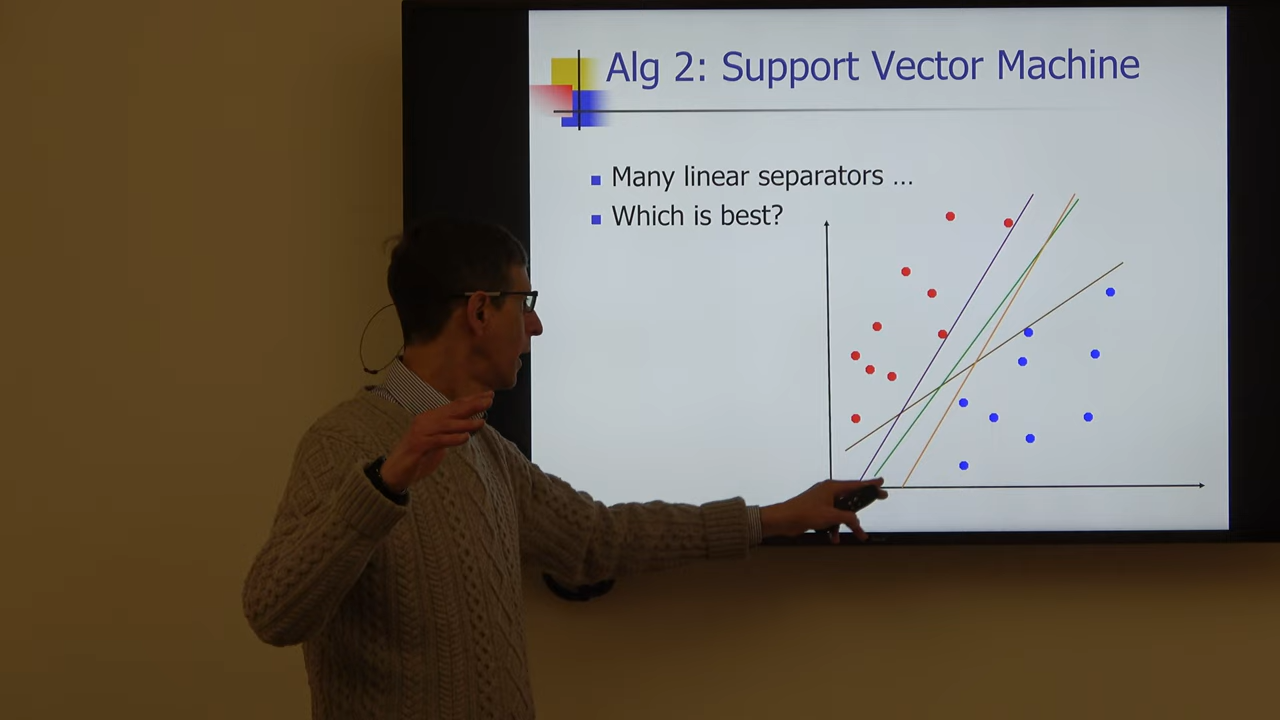 Alg 2: Support Vector Machine
Many linear separators ...
Which is best?